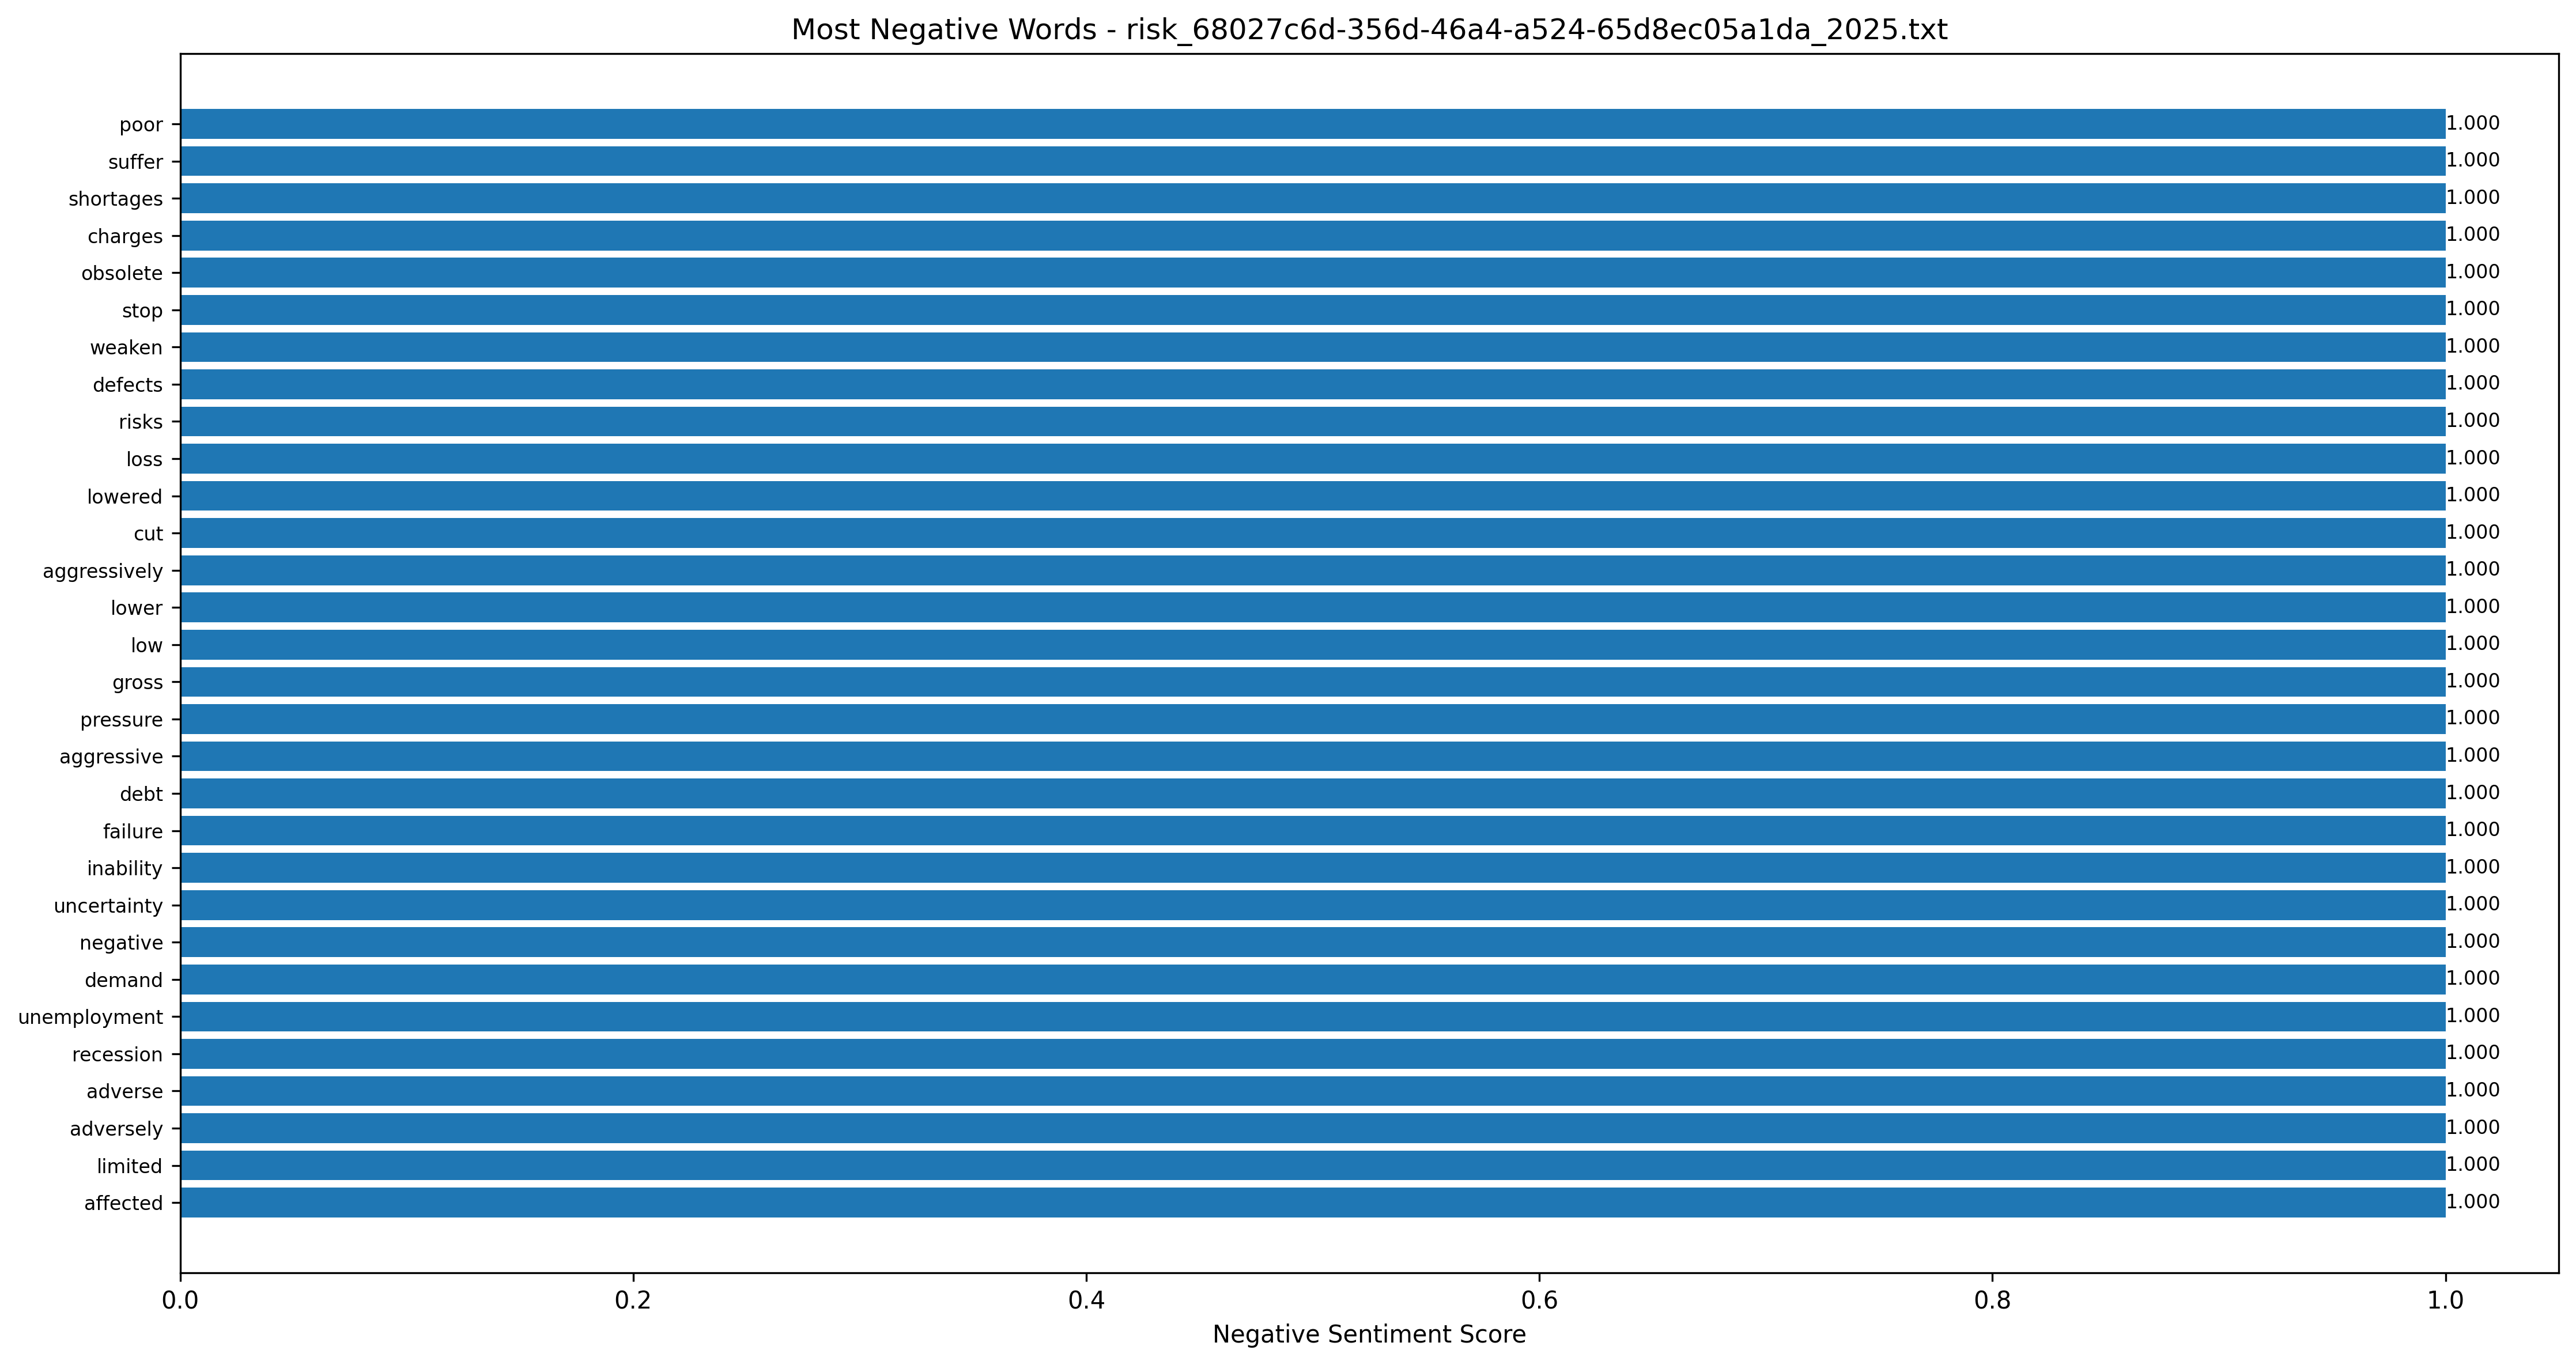 Most Negative Words - risk_68027c6d-356d-46a4-a524-65d8ec05a1da_2025.txt
poor 1.000
suffer 1.000
shortages 1.000
charges 1.000
obsolete 1.000
stop 1.000
weaken 1.000
defects 1.000
risks 1.000
loss 1.000
lowered 1.000
cut 1.000
aggressively 1.000
lower 1.000
low 1.000
gross 1.000
pressure 1.000
aggressive 1.000
debt 1.000
failure 1.000
inability 1.000
uncertainty 1.000
negative 1.000
demand 1.000
unemployment 1.000
recession 1.000
adverse 1.000
adversely 1.000
limited 1.000
affected 1.000
0.0 0.2 0.4 0.6 0.8 1.0
Negative Sentiment Score